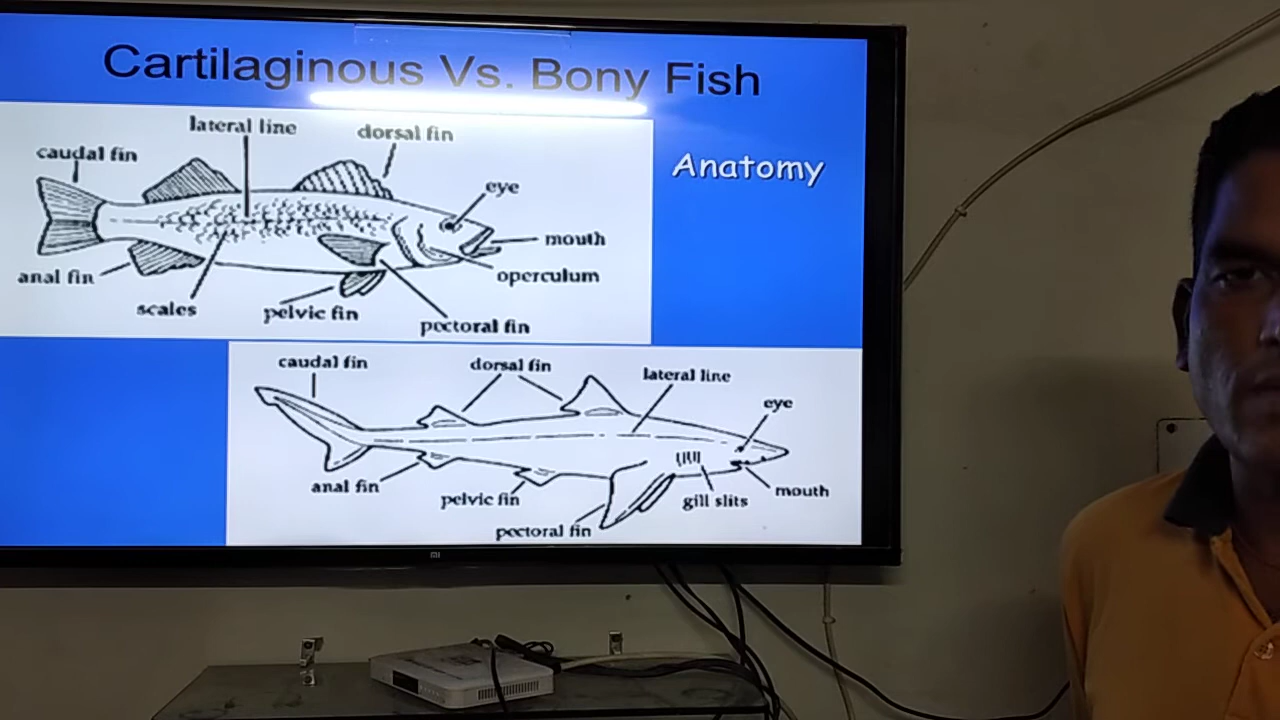 Cartilaginous Vs. Bony Fish
Anatomy
lateral line
dorsal fin
caudal fin
eye
mouth
anal fin
operculum
scales
pelvic fin
pectoral fin
caudal fin
dorsal fin
lateral line
eye
anal fin
pelvic fin
gill slits
mouth
pectoral fin
mi